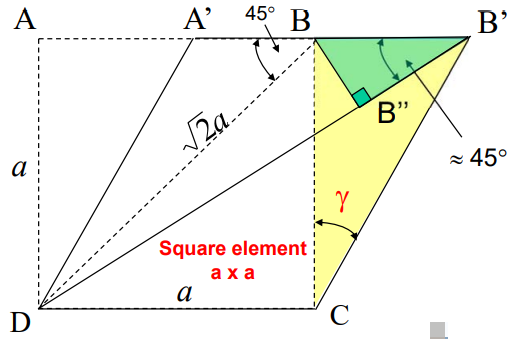 A A’ 45° B B’
B’’
√2a
≈ 45°
a
γ
Square element
a x a
a
D C